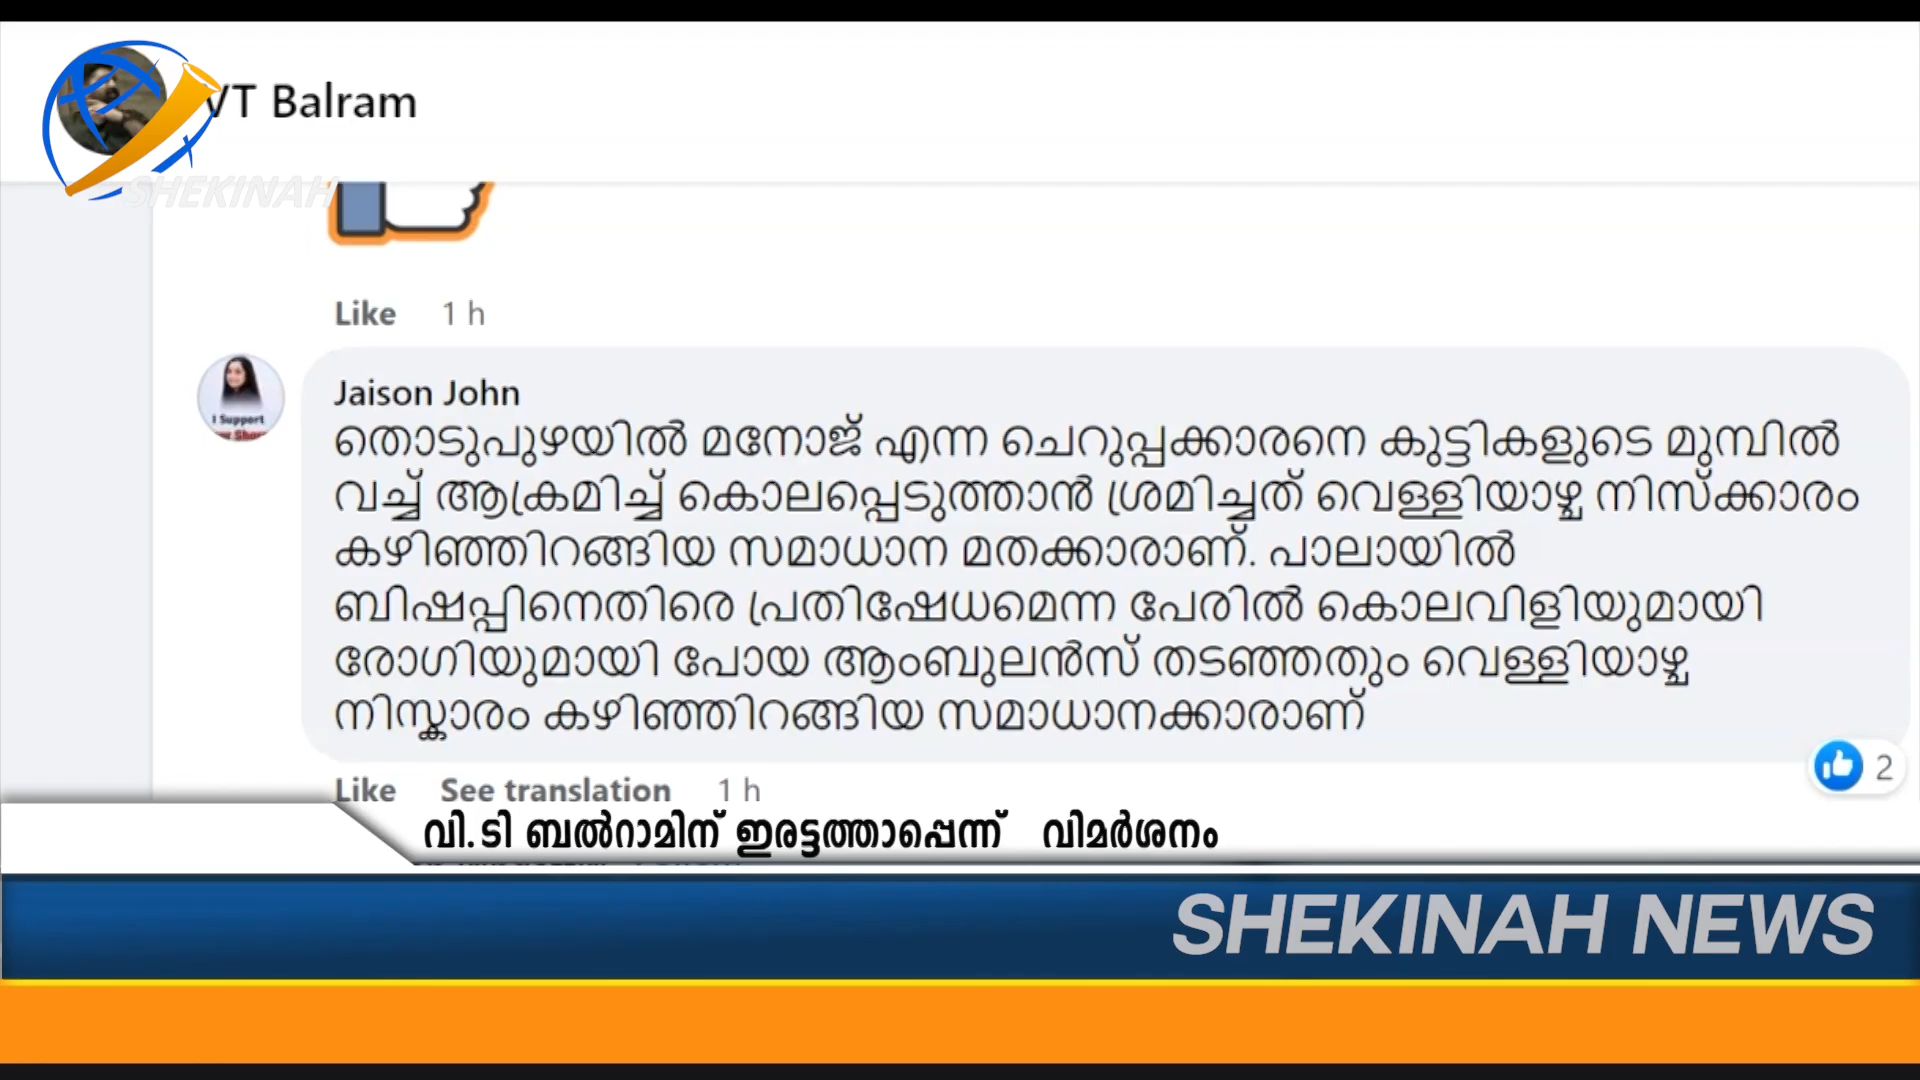 VT Balram
SHEKINAH
Like 1 h
Jaison John
I Support
തൊടുപുഴയിൽ മനോജ് എന്ന ചെറുപ്പക്കാരനെ കുട്ടികളുടെ മുമ്പിൽ
വച്ച് ആക്രമിച്ച് കൊലപ്പെടുത്താൻ ശ്രമിച്ചത് വെള്ളിയാഴ്ച നിസ്ക്കാരം
കഴിഞ്ഞിറങ്ങിയ സമാധാന മതക്കാരാണ്. പാലായിൽ
ബിഷപ്പിനെതിരെ പ്രതിഷേധമെന്ന പേരിൽ കൊലവിളിയുമായി
രോഗിയുമായി പോയ ആംബുലൻസ് തടഞ്ഞതും വെള്ളിയാഴ്ച
നിസ്കാരം കഴിഞ്ഞിറങ്ങിയ സമാധാനക്കാരാണ്
2
Like See translation 1 h
വി.ടി ബൽറാമിന് ഇരട്ടത്താപ്പെന്ന് വിമർശനം
SHEKINAH NEWS